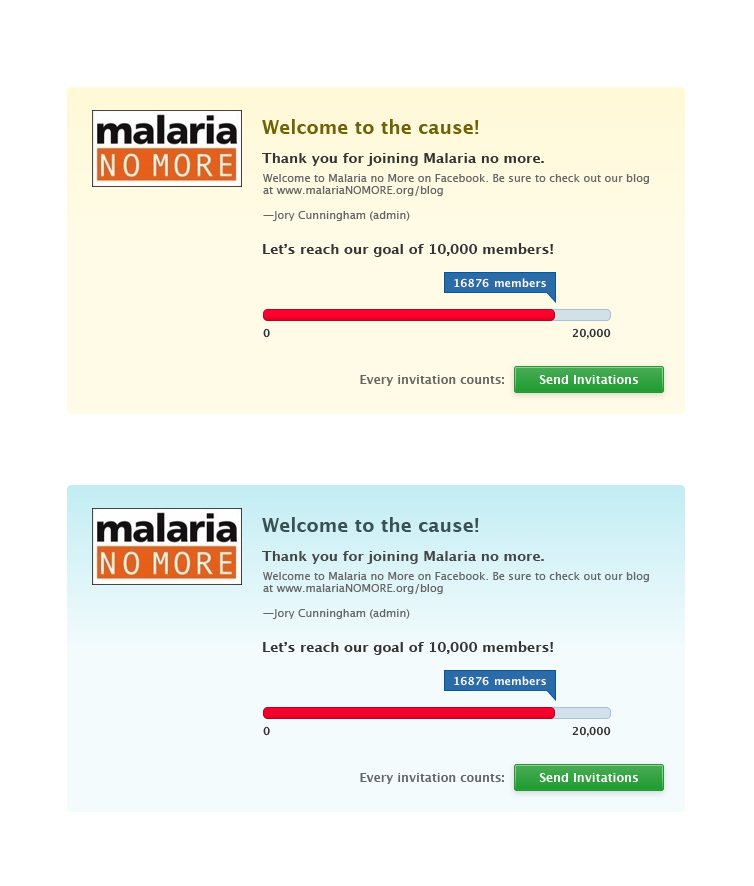 malaria
NO MORE
Welcome to the cause!
Thank you for joining Malaria no more.
Welcome to Malaria no More on Facebook. Be sure to check out our blog
at www.malariaNOMORE.org/blog
—Jory Cunningham (admin)
Let’s reach our goal of 10,000 members!
16876 members
0 20,000
Every invitation counts: Send Invitations
malaria
NO MORE
Welcome to the cause!
Thank you for joining Malaria no more.
Welcome to Malaria no More on Facebook. Be sure to check out our blog
at www.malariaNOMORE.org/blog
—Jory Cunningham (admin)
Let’s reach our goal of 10,000 members!
16876 members
0 20,000
Every invitation counts: Send Invitations